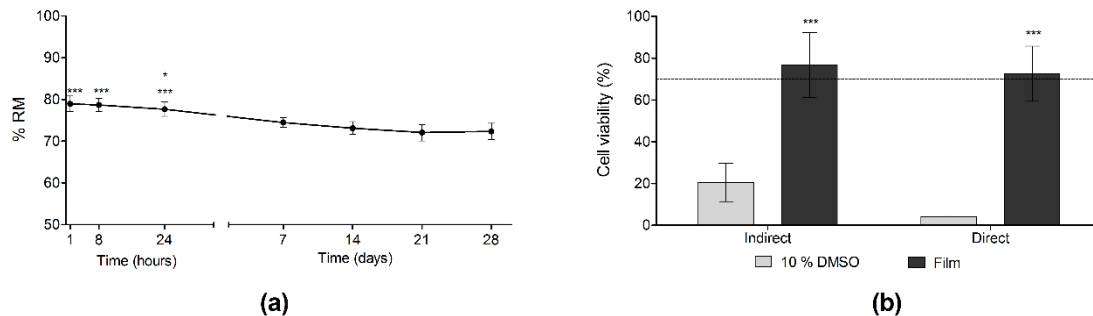 100
90
80
70
60
50
% RM
*** *** ***
*
1 8 24 7 14 21 28
Time (hours) Time (days)
(a)
100
80
60
40
20
0
Cell viability (%)
*** ***
Indirect Direct
10 % DMSO Film
(b)